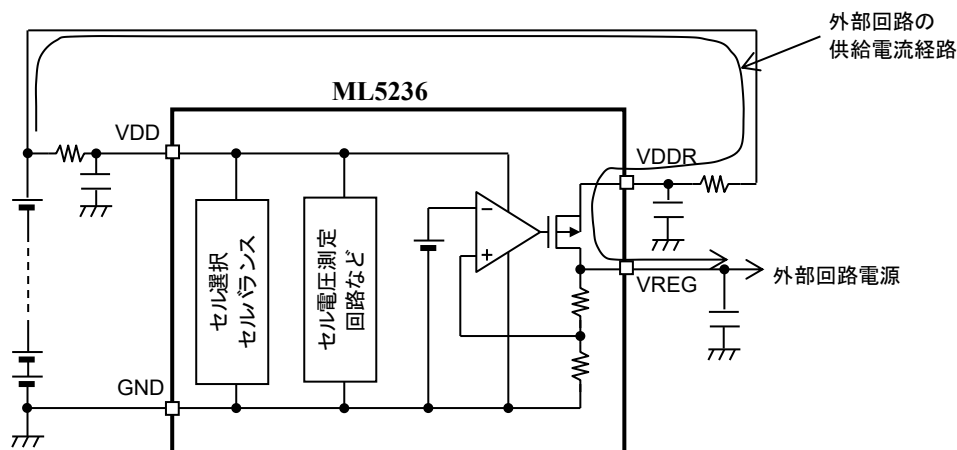 外部回路の
供給電流経路
ML5236
VDD
VDDR
セル選択
セルバランス
セル電圧測定
回路など
−
+
VREG
外部回路電源
GND